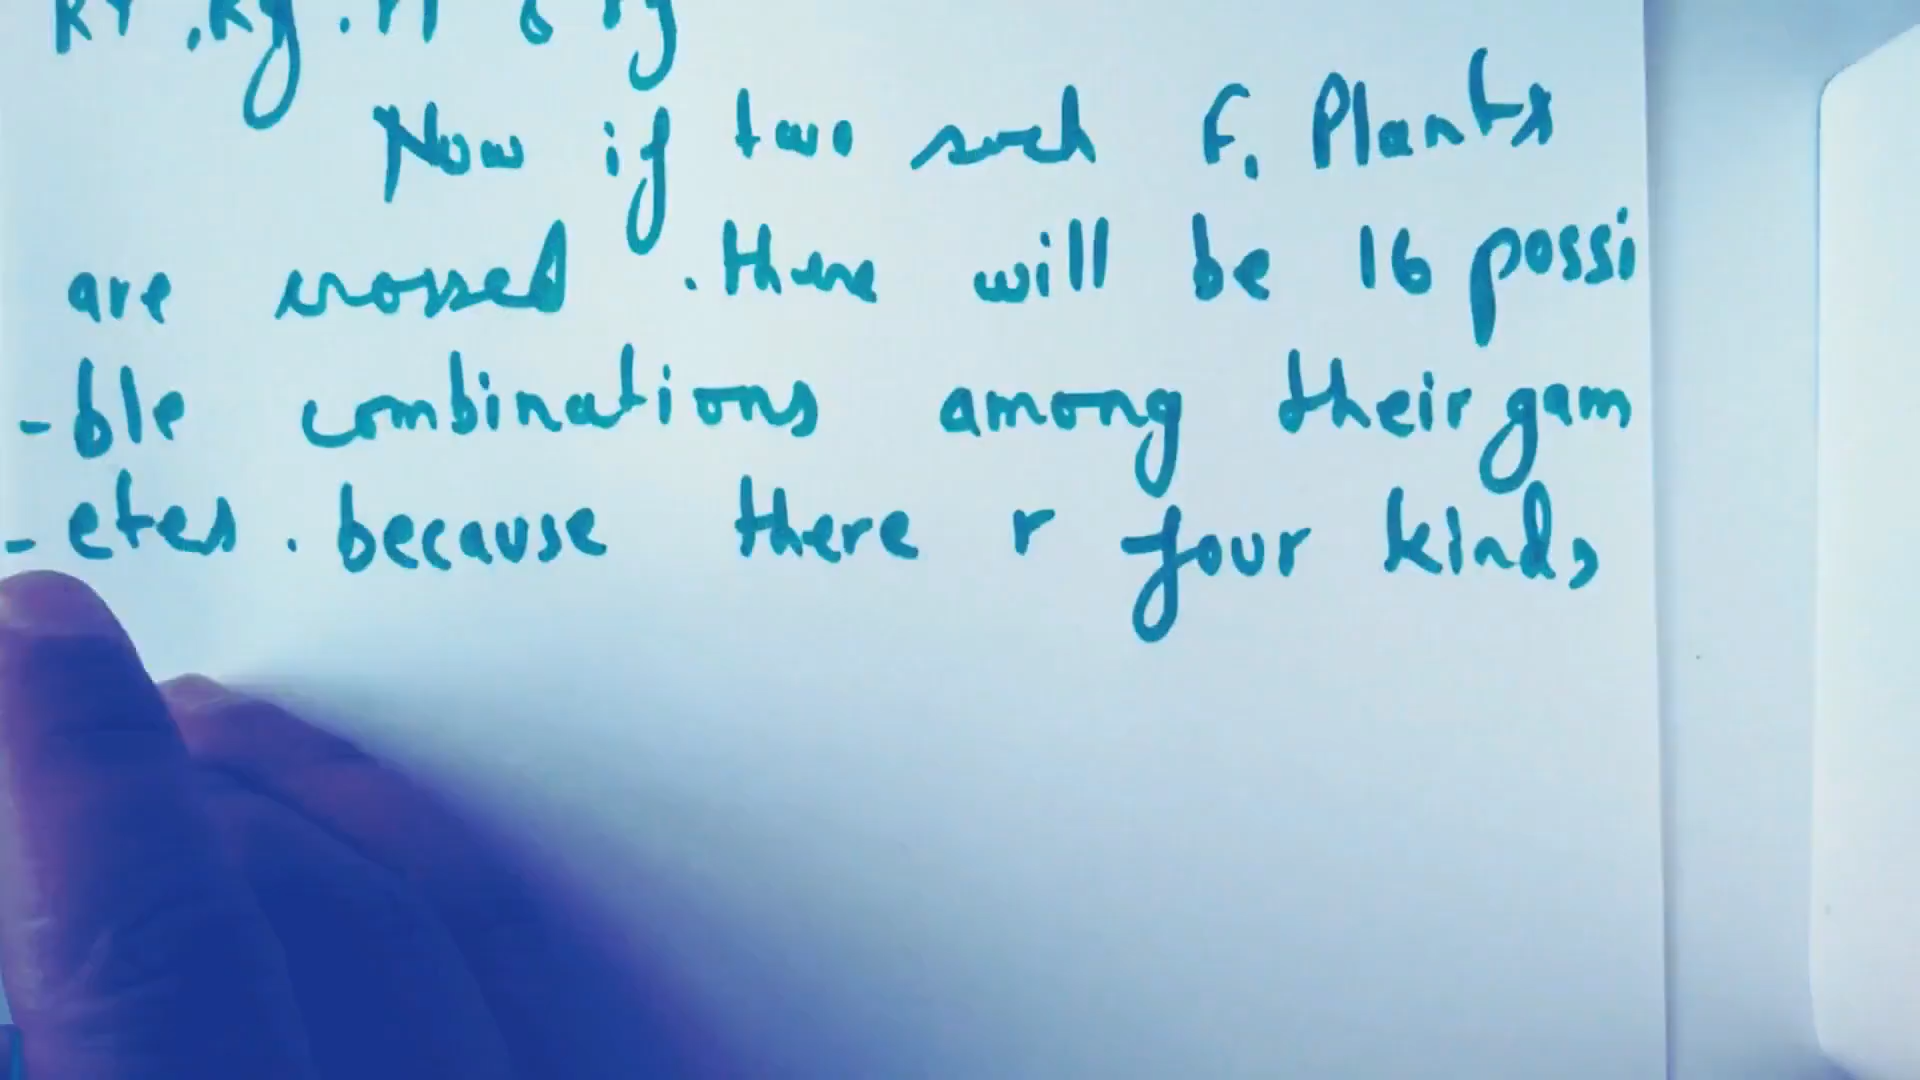 Now if two such F₁ Plants
are crossed . there will be 16 possi
-ble combinations among their gam
-etes . because there r four kinds